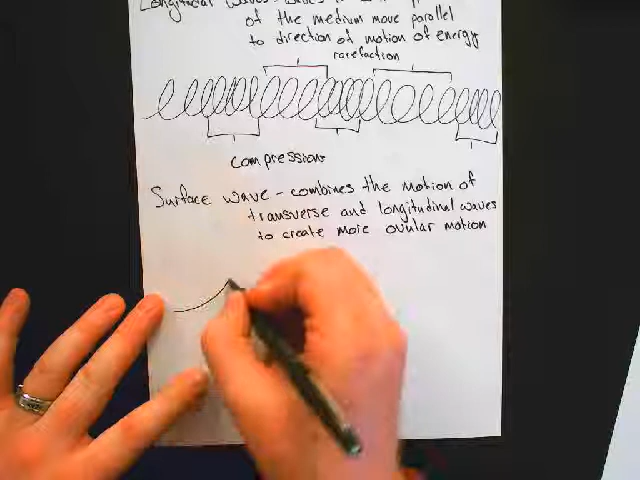 of the medium move parallel
to direction of motion of energy
rarefaction
compressions
Surface wave - combines the motion of
transverse and longitudinal waves
to create more ovular motion